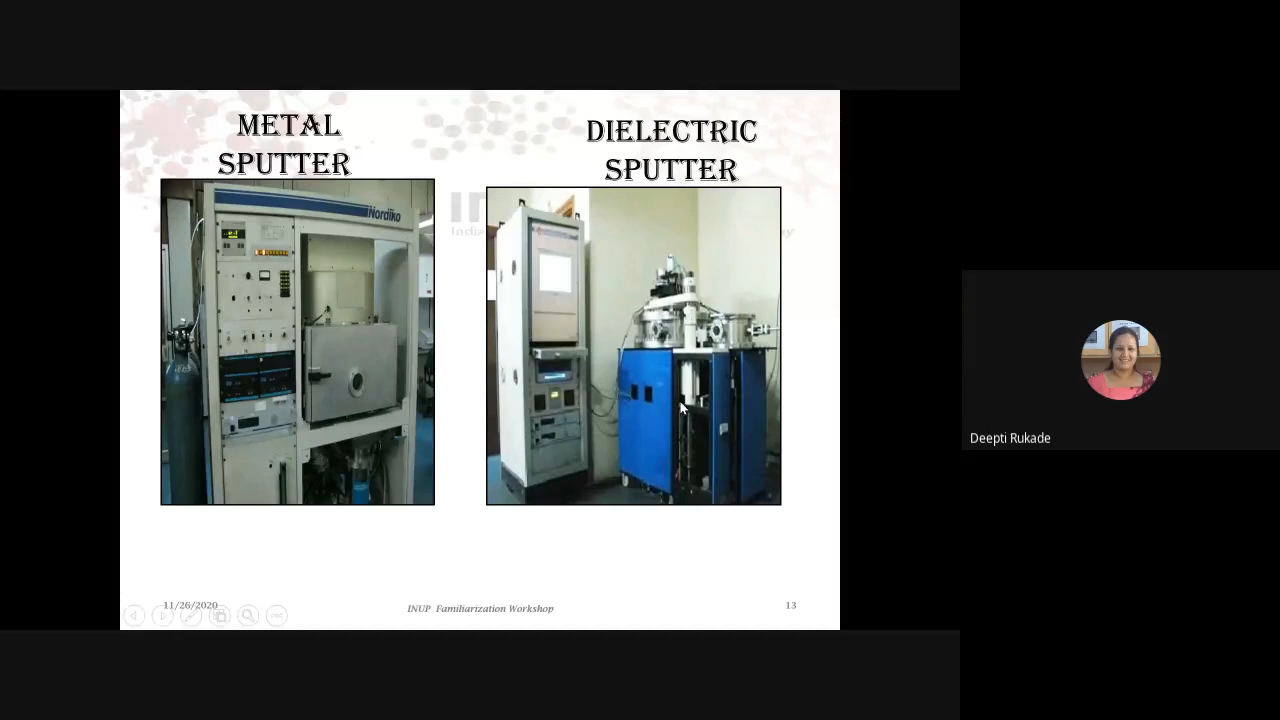 METAL
SPUTTER
DIELECTRIC
SPUTTER
Nordiko
11/26/2020
INUP Familiarization Workshop
13
Deepti Rukade